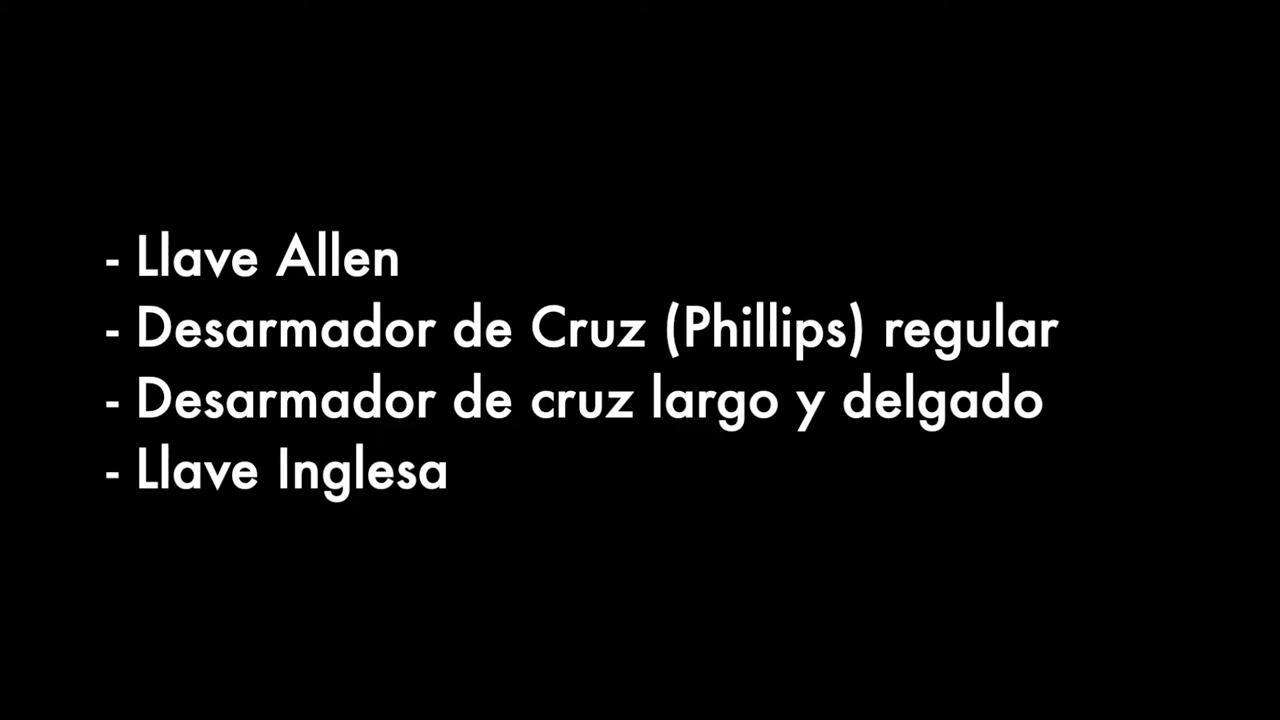 - Llave Allen
- Desarmador de Cruz (Phillips) regular
- Desarmador de cruz largo y delgado
- Llave Inglesa